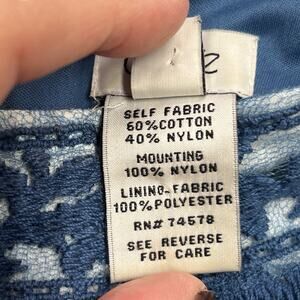 SELF FABRIC
60%COTTON
40% NYLON
MOUNTING
100% NYLON
LINING-FABRIC
100%POLYESTER
RN# 74578
SEE REVERSE
FOR CARE